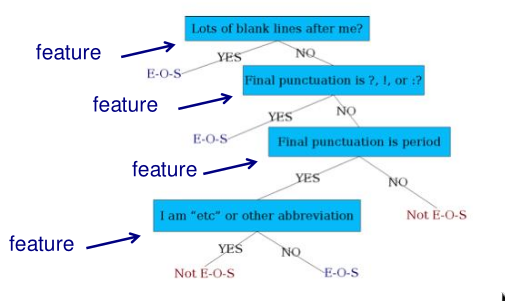 Lots of blank lines after me?
feature
YES
NO
E-O-S
Final punctuation is ?, !, or :?
feature
YES
NO
E-O-S
Final punctuation is period
feature
YES
NO
I am "etc" or other abbreviation
Not E-O-S
feature
YES
NO
Not E-O-S
E-O-S